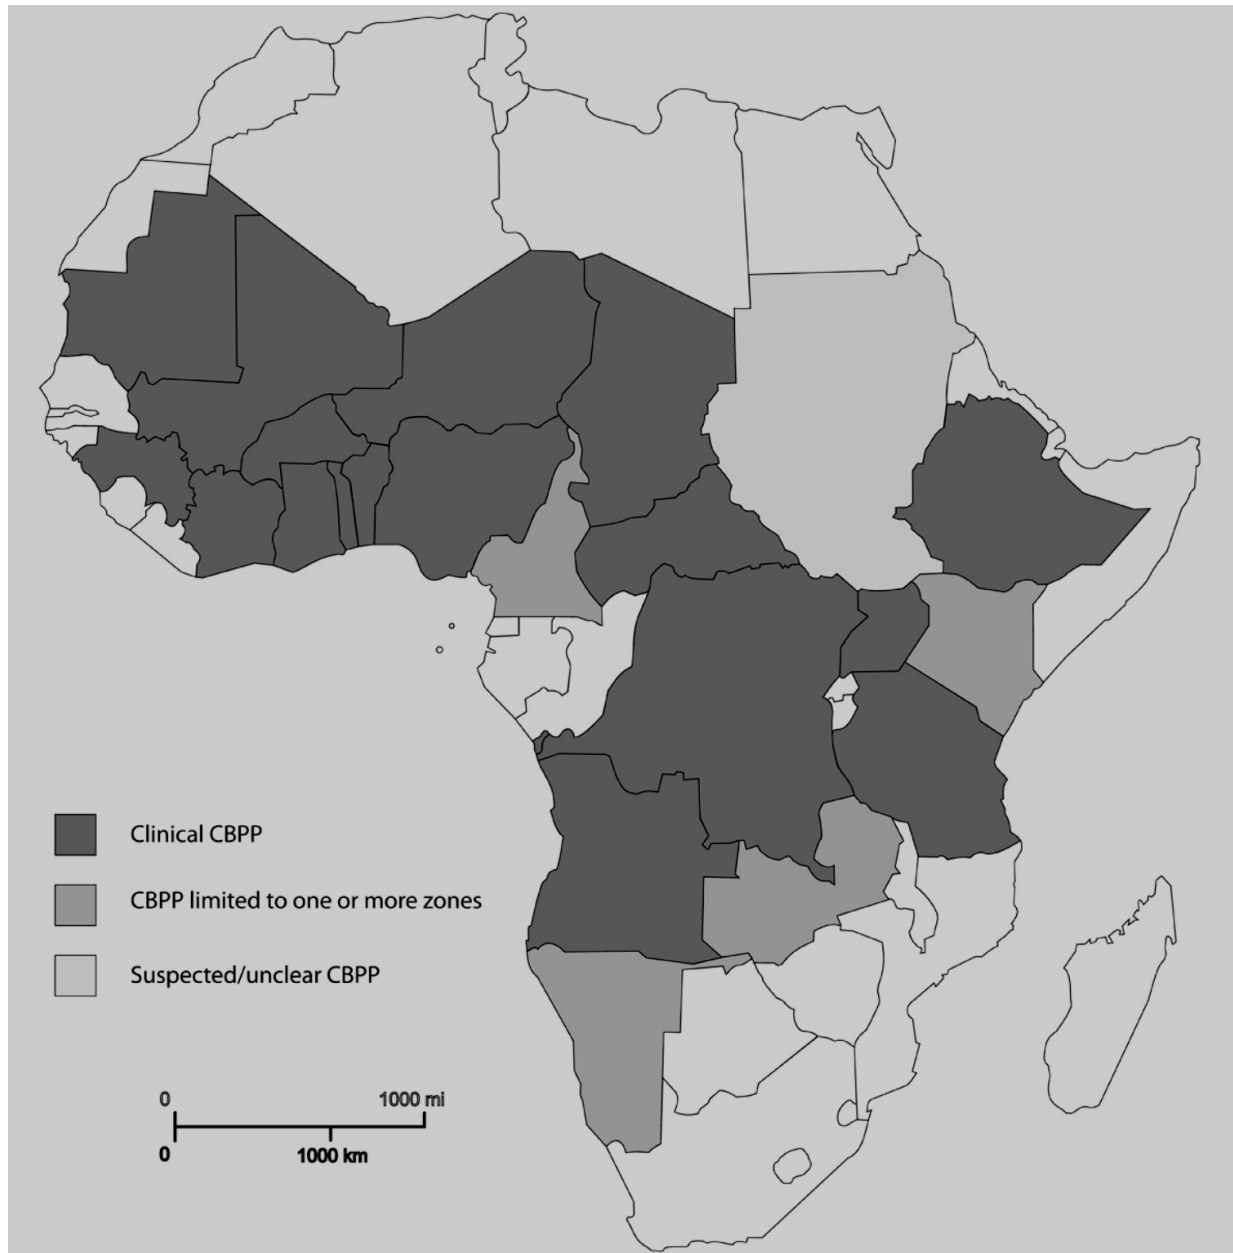 Clinical CBPP
CBPP limited to one or more zones
Suspected/unclear CBPP
0 1000 mi
0 1000 km